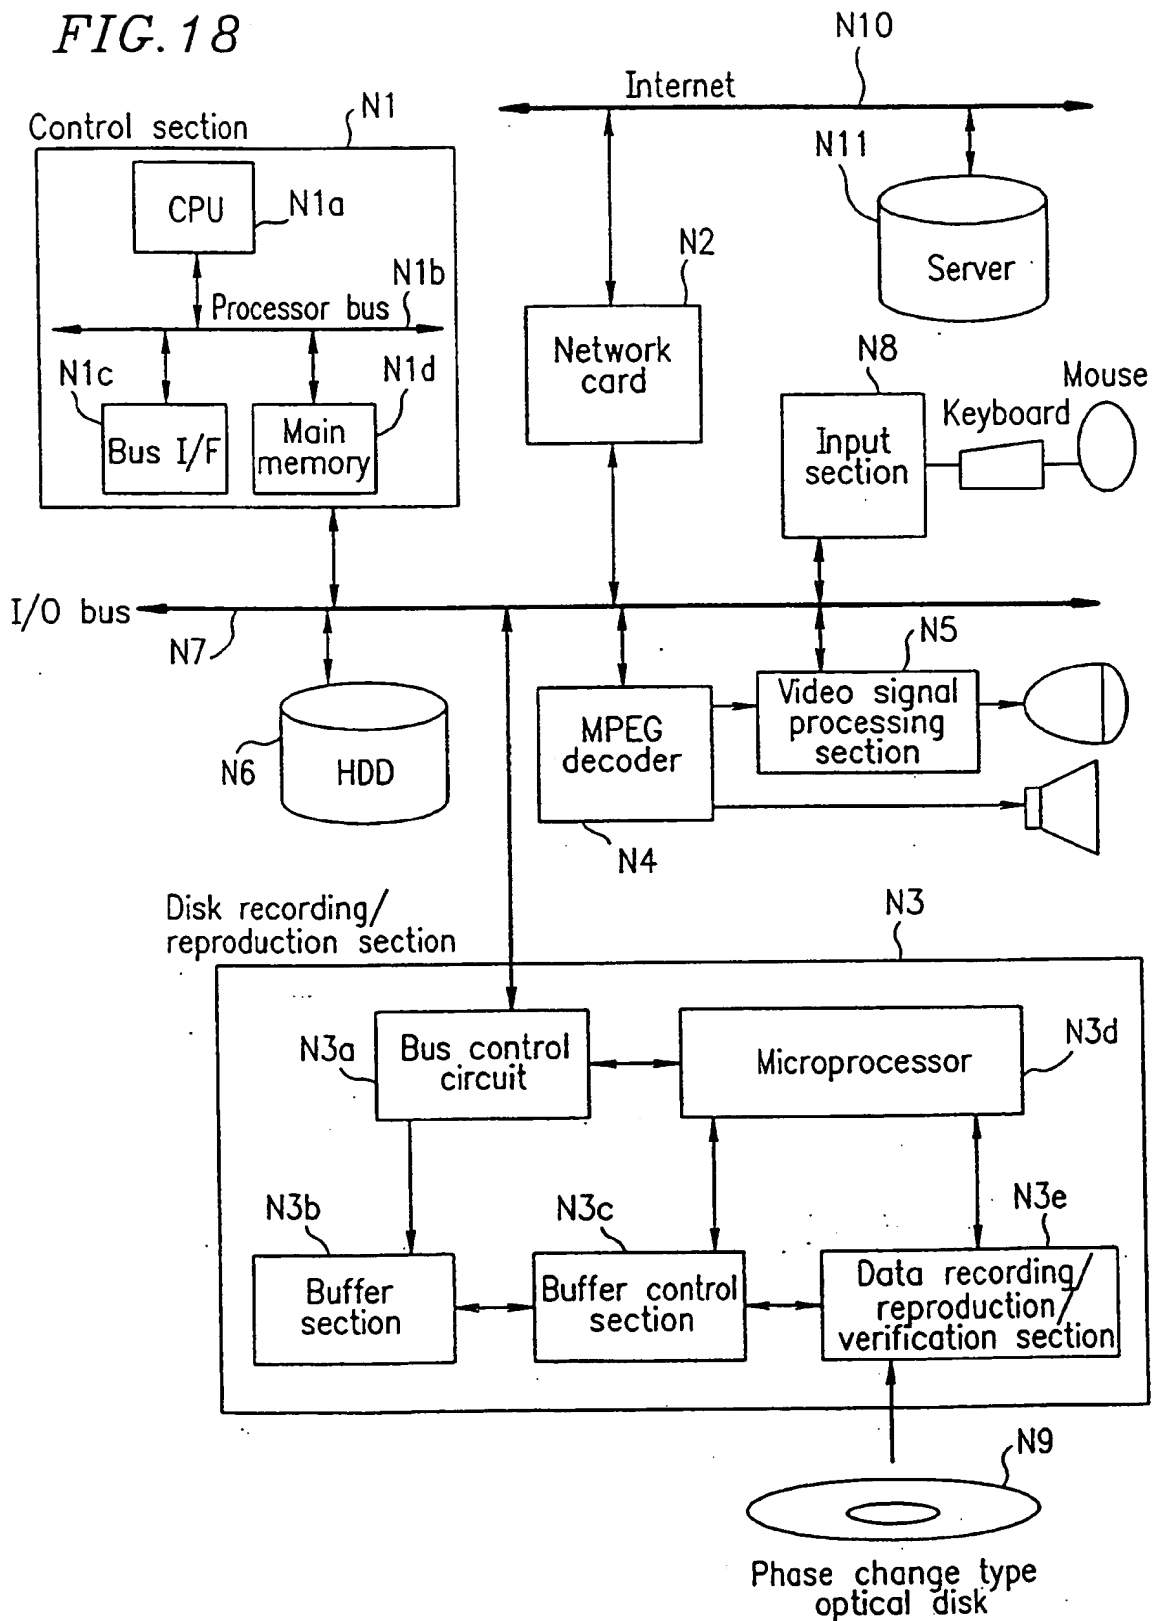 FIG.18
N10
Internet
Control section
N1
N11
CPU
N1a
Server
N2
N1b
Processor bus
Network
card
N8
Mouse
N1c
N1d
Keyboard
Bus I/F
Main
memory
Input
section
I/O bus
N7
N5
Video signal
processing
section
MPEG
decoder
N6
HDD
N4
Disk recording/
reproduction section
N3
N3a
Bus control
circuit
Microprocessor
N3d
N3b
N3c
N3e
Buffer
section
Buffer control
section
Data recording/
reproduction/
verification section
N9
Phase change type
optical disk